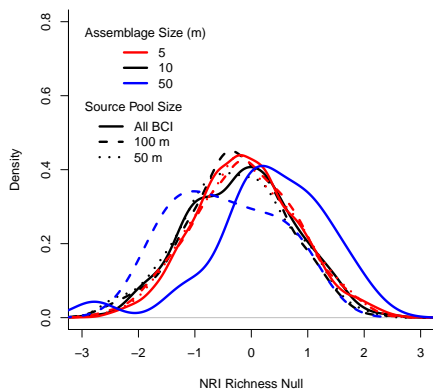 0.8
0.6
0.4
0.2
0.0
Density
Assemblage Size (m)
5
10
50
Source Pool Size
All BCI
100 m
50 m
−3 −2 −1 0 1 2 3
NRI Richness Null